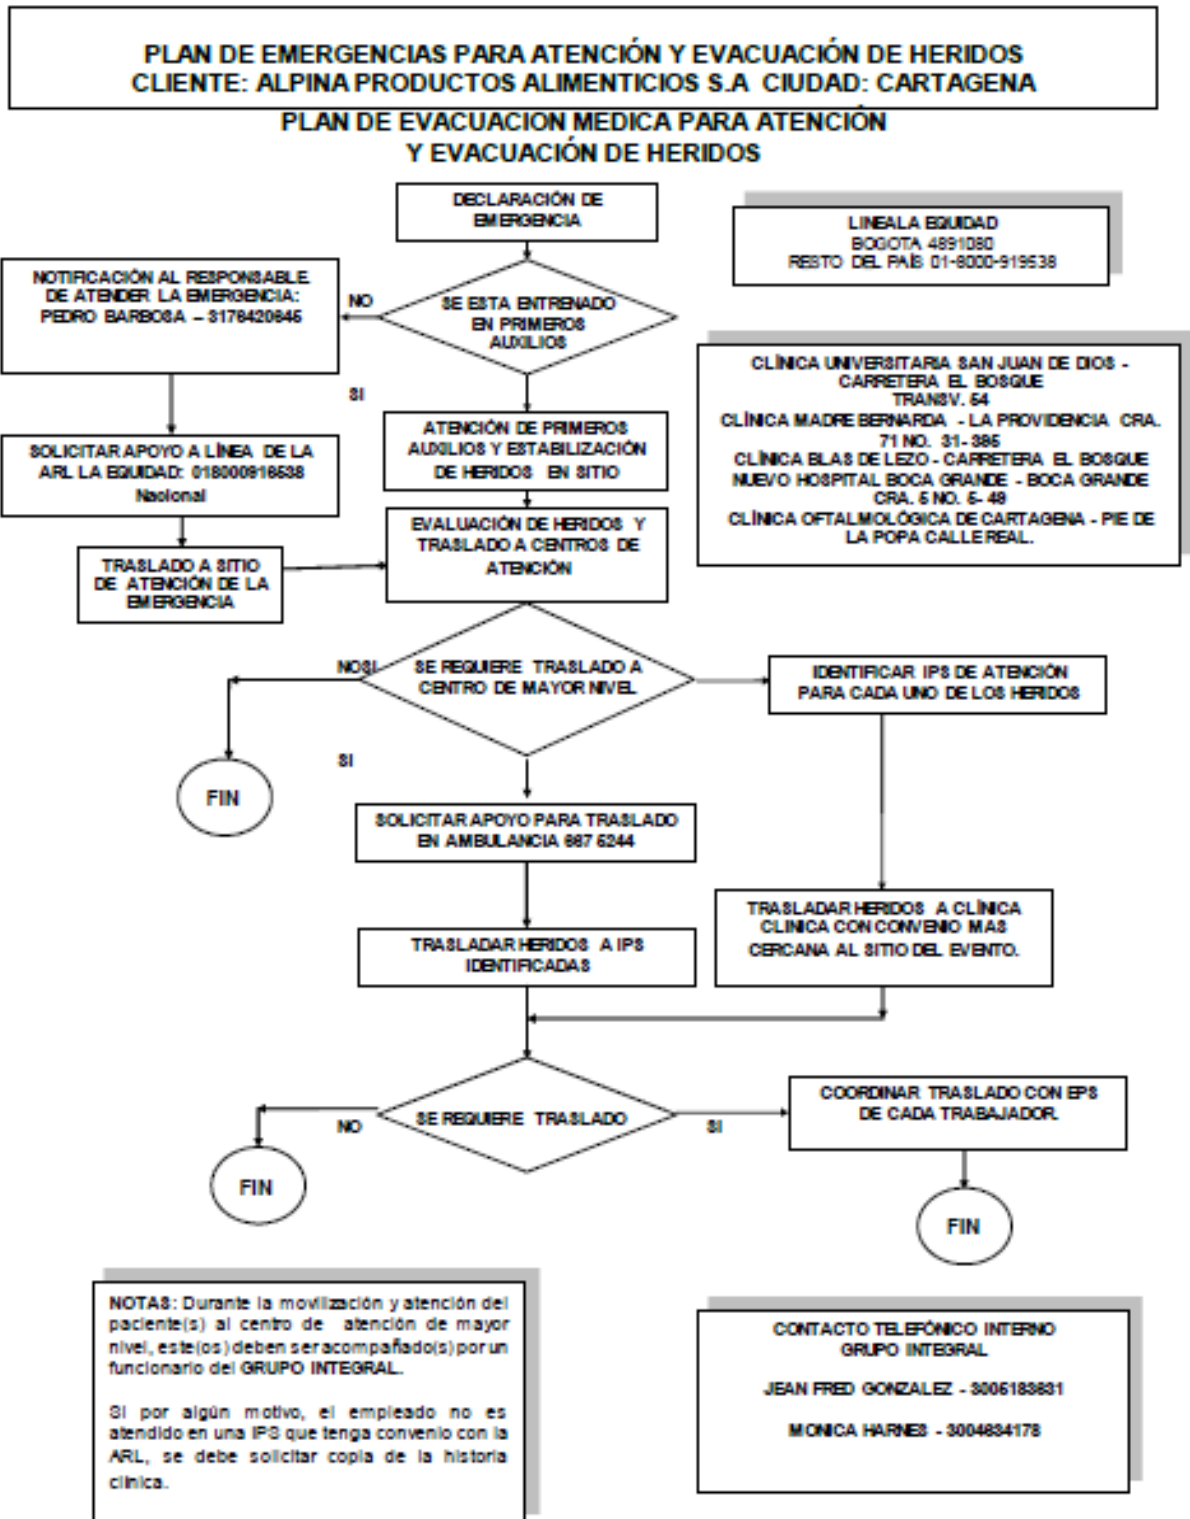 PLAN DE EMERGENCIAS PARA ATENCIÓN Y EVACUACIÓN DE HERIDOS
CLIENTE: ALPINA PRODUCTOS ALIMENTICIOS S.A CIUDAD: CARTAGENA
PLAN DE EVACUACION MEDICA PARA ATENCIÓN
Y EVACUACIÓN DE HERIDOS
DECLARACIÓN DE
EMERGENCIA
LINEALA EQUIDAD
BOGOTA 4891080
RESTO DEL PAÍS 01-8000-919538
NOTIFICACIÓN AL RESPONSABLE
DE ATENDER LA EMERGENCIA:
PEDRO BARBOSA – 3176420645
NO
SE ESTA ENTRENADO
EN PRIMEROS
AUXILIOS
SI
CLÍNICA UNIVERSITARIA SAN JUAN DE DIOS -
CARRETERA EL BOSQUE
TRANSV. 54
CLÍNICA MADRE BERNARDA - LA PROVIDENCIA CRA.
71 NO. 31- 395
CLÍNICA BLAS DE LEZO - CARRETERA EL BOSQUE
NUEVO HOSPITAL BOCA GRANDE - BOCA GRANDE
CRA. 5 NO. 5- 49
CLÍNICA OFTALMOLÓGICA DE CARTAGENA - PIE DE
LA POPA CALLE REAL.
ATENCIÓN DE PRIMEROS
AUXILIOS Y ESTABILIZACIÓN
DE HERIDOS EN SITIO
SOLICITAR APOYO A LÍNEA DE LA
ARL LA EQUIDAD: 018000916538
Nacional
EVALUACIÓN DE HERIDOS Y
TRASLADO A CENTROS DE
ATENCIÓN
TRASLADO A SITIO
DE ATENCIÓN DE LA
EMERGENCIA
NOSI
SE REQUIERE TRASLADO A
CENTRO DE MAYOR NIVEL
IDENTIFICAR IPS DE ATENCIÓN
PARA CADA UNO DE LOS HERIDOS
SI
FIN
SOLICITAR APOYO PARA TRASLADO
EN AMBULANCIA 667 5244
TRASLADAR HERIDOS A CLÍNICA
CLINICA CON CONVENIO MAS
CERCANA AL SITIO DEL EVENTO.
TRASLADAR HERIDOS A IPS
IDENTIFICADAS
SE REQUIERE TRASLADO
NO
SI
COORDINAR TRASLADO CON EPS
DE CADA TRABAJADOR.
FIN
FIN
NOTAS: Durante la movilización y atención del
paciente(s) al centro de atención de mayor
nivel, este(os) deben ser acompañado(s) por un
funcionario del GRUPO INTEGRAL.
Si por algún motivo, el empleado no es
atendido en una IPS que tenga convenio con la
ARL, se debe solicitar copia de la historia
clínica.
CONTACTO TELEFÓNICO INTERNO
GRUPO INTEGRAL
JEAN FRED GONZALEZ - 3005183631
MONICA HARNES - 3004634178